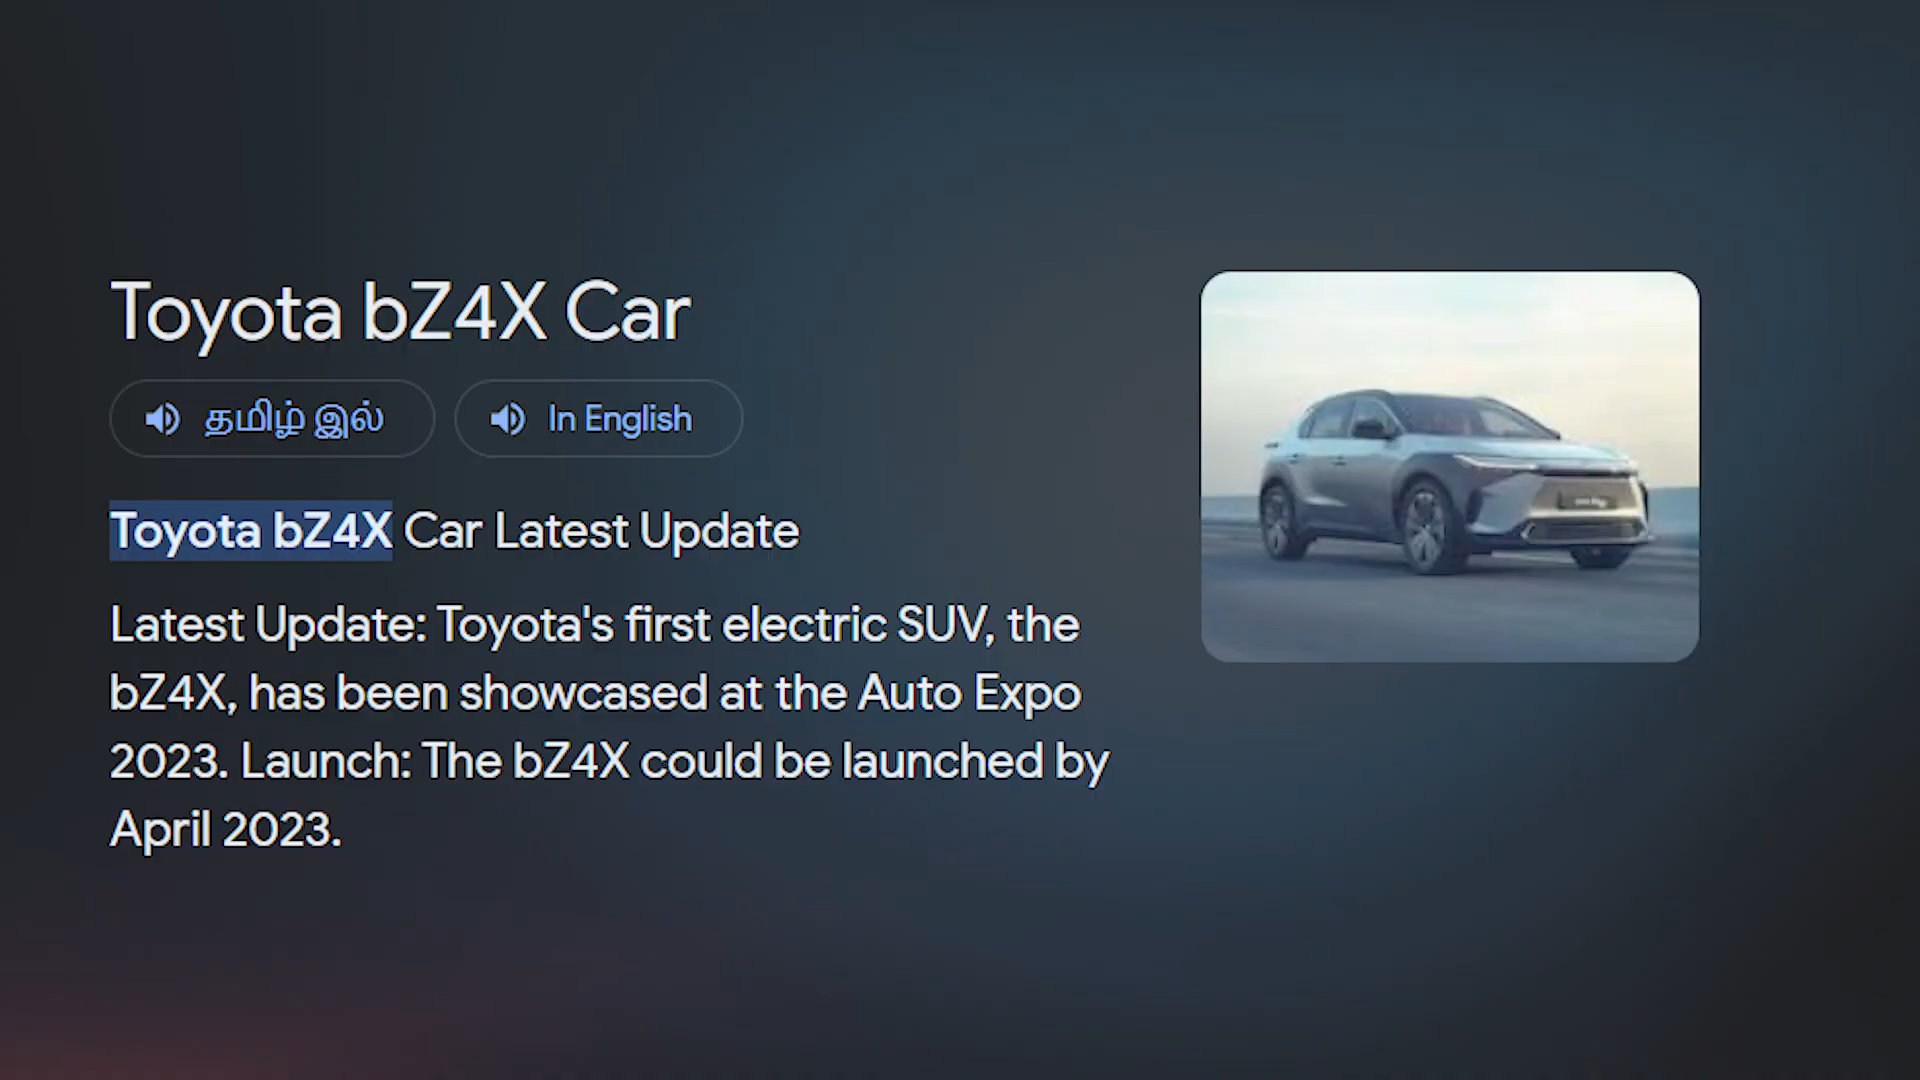 Toyota bZ4X Car
தமிழ் இல்
In English
Toyota bZ4X Car Latest Update
Latest Update: Toyota's first electric SUV, the
bZ4X, has been showcased at the Auto Expo
2023. Launch: The bZ4X could be launched by
April 2023.